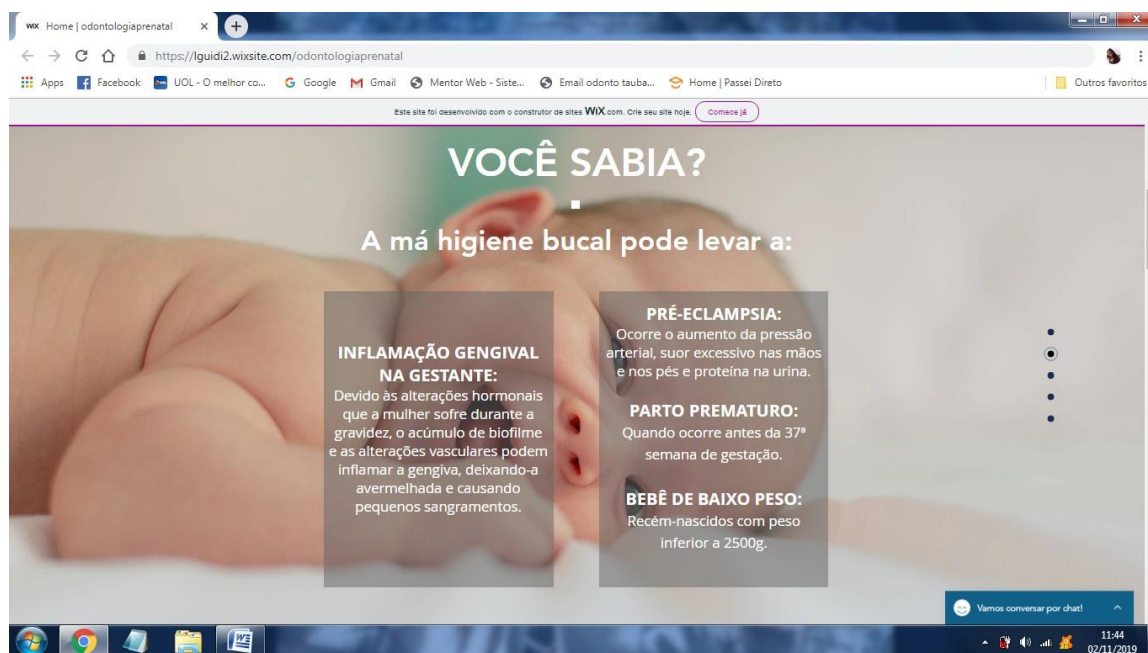 WiX Home | odontologiaprenatal
https://lguidi2.wixsite.com/odontologiaprenatal
Apps Facebook UOL - O melhor co... Google Gmail Mentor Web - Siste... Email odonto tauba... Home | Passei Direto Outros favoritos
Este site foi desenvolvido com o construtor de sites WiX.com. Crie seu site hoje. Comece já
VOCÊ SABIA?
A má higiene bucal pode levar a:
INFLAMAÇÃO GENGIVAL
NA GESTANTE:
Devido às alterações hormonais
que a mulher sofre durante a
gravidez, o acúmulo de biofilme
e as alterações vasculares podem
inflamar a gengiva, deixando-a
avermelhada e causando
pequenos sangramentos.
PRÉ-ECLAMPSIA:
Ocorre o aumento da pressão
arterial, suor excessivo nas mãos
e nos pés e proteína na urina.
PARTO PREMATURO:
Quando ocorre antes da 37ª
semana de gestação.
BEBÊ DE BAIXO PESO:
Recém-nascidos com peso
inferior a 2500g.
Vamos conversar por chat!
11:44
02/11/2019